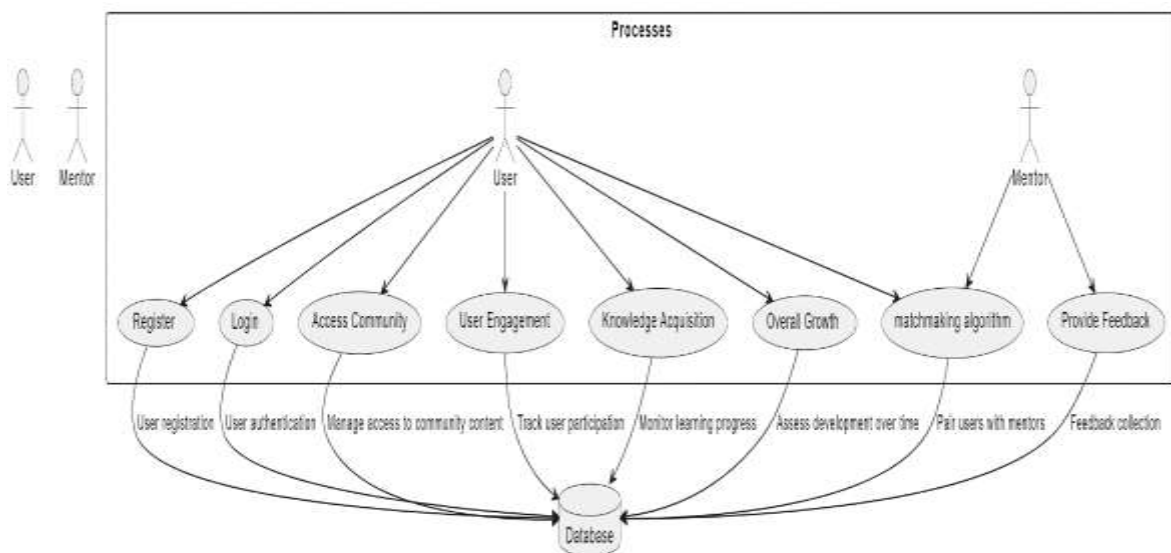 Processes
User
Mentor
User
Mentor
Register
Login
Access Community
User Engagement
Knowledge Acquisition
Overall Growth
matchmaking algorithm
Provide Feedback
User registration
User authentication
Manage access to community content
Track user participation
Monitor learning progress
Assess development over time
Pair users with mentors
Feedback collection
Database